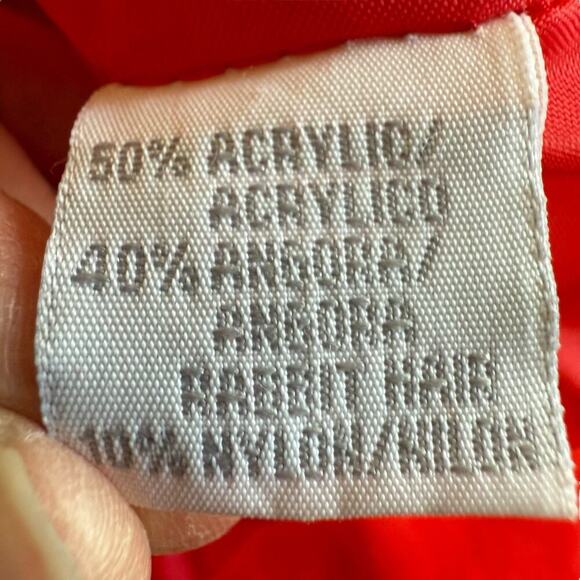 50% ACRYLIC/
ACRYLICO
40% ANGORA/
ANGORA
RABBIT HAIR
10% NYLON/NILON